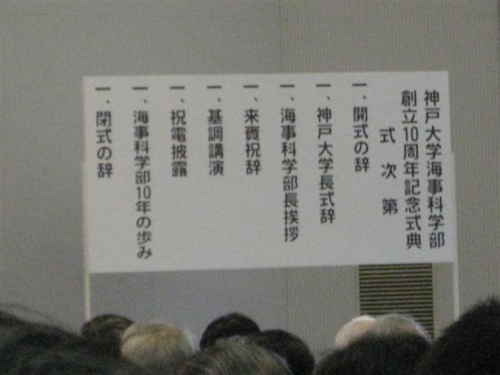 神戸大学海事科学部
創立10周年記念式典
式次第
一、開式の辞
一、神戸大学長式辞
一、海事科学部長挨拶
一、来賓祝辞
一、基調講演
一、祝電披露
一、海事科学部10年の歩み
一、閉式の辞